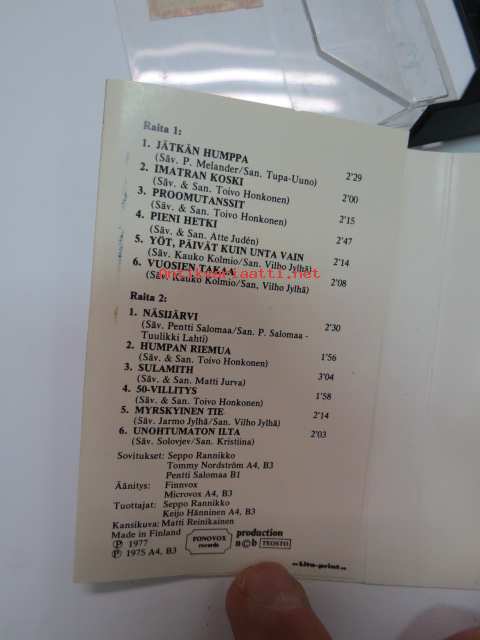 Raita 1:
1. JÄTKÄN HUMPPA 2'29
(Säv. P. Melander/San. Tupa-Uuno)
2. IMATRAN KOSKI 2'00
(Säv. & San. Toivo Honkonen)
3. PROOMUTANSSIT 2'15
(Säv. & San. Toivo Honkonen)
4. PIENI HETKI 2'47
(Säv. & San. Atte Judén)
5. YÖT, PÄIVÄT KUIN UNTA VAIN 2'14
(Säv. Kauko Kolmio/San. Vilho Jylhä)
6. VUOSIEN TAKAA 2'08
(Säv. Kauko Kolmio/San, Vilho Jylhä)
Antikvariaatti.net
Raita 2:
1. NÄSIJÄRVI 2'30
(Säv. Pentti Salomaa/San. P. Salomaa -
Tuulikki Lahti)
2. HUMPAN RIEMUA 1'56
(Säv. & San. Toivo Honkonen)
3. SULAMITH 3'04
(Säv. & San. Matti Jurva)
4. 50-VILLITYS 1'58
(Säv. & San. Toivo Honkonen)
5. MYRSKYINEN TIE 2'14
(Säv. Jarmo Jylhä/San. Vilho Jylhä)
6. UNOHTUMATON ILTA 2'03
(Säv. Solovjev/San. Kristiina)
Sovitukset: Seppo Rannikko
Tommy Nordström A4, B3
Pentti Salomaa B1
Äänitys: Finnvox
Microvox A4, B3
Tuottajat: Seppo Rannikko
Keijo Hänninen A4, B3
Kansikuva: Matti Reinikainen
Made in Finland
℗ 1977
℗ 1975 A4, B3
PONOVOX
records
production
n©b TEOSTO